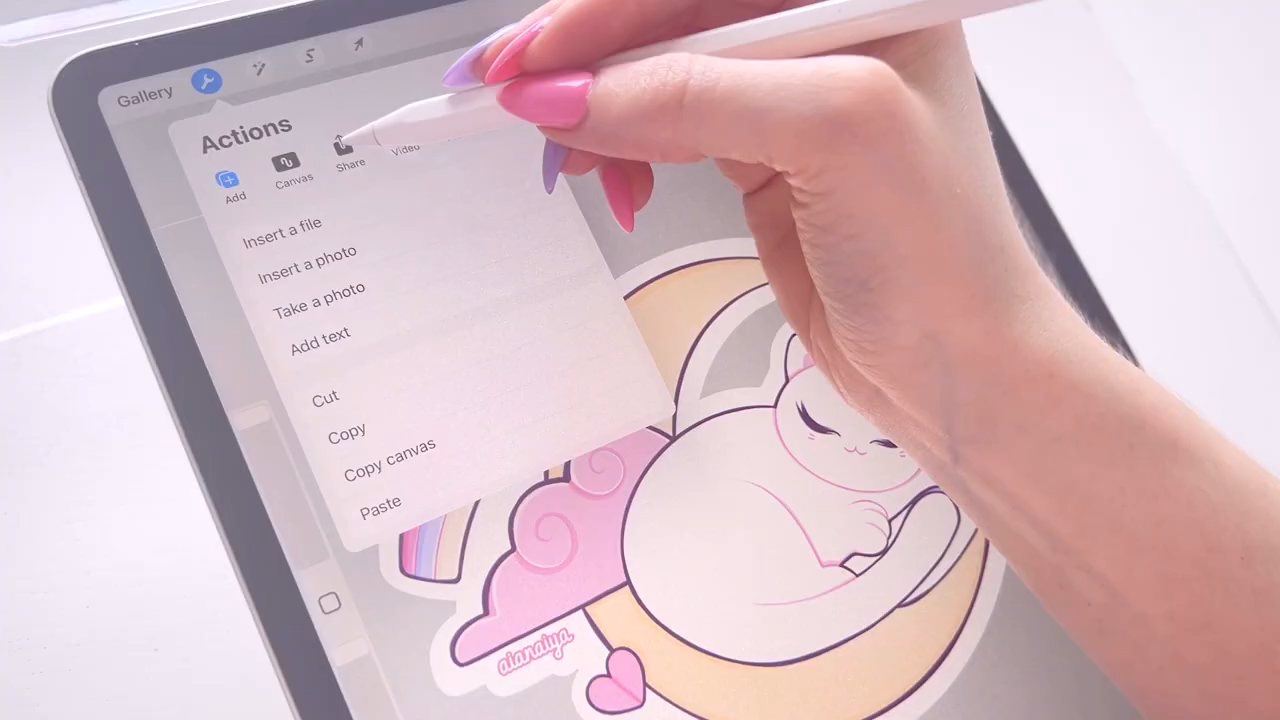 Gallery
Actions
Add
Canvas
Share
Video
Insert a file
Insert a photo
Take a photo
Add text
Cut
Copy
Copy canvas
Paste
aianaiya